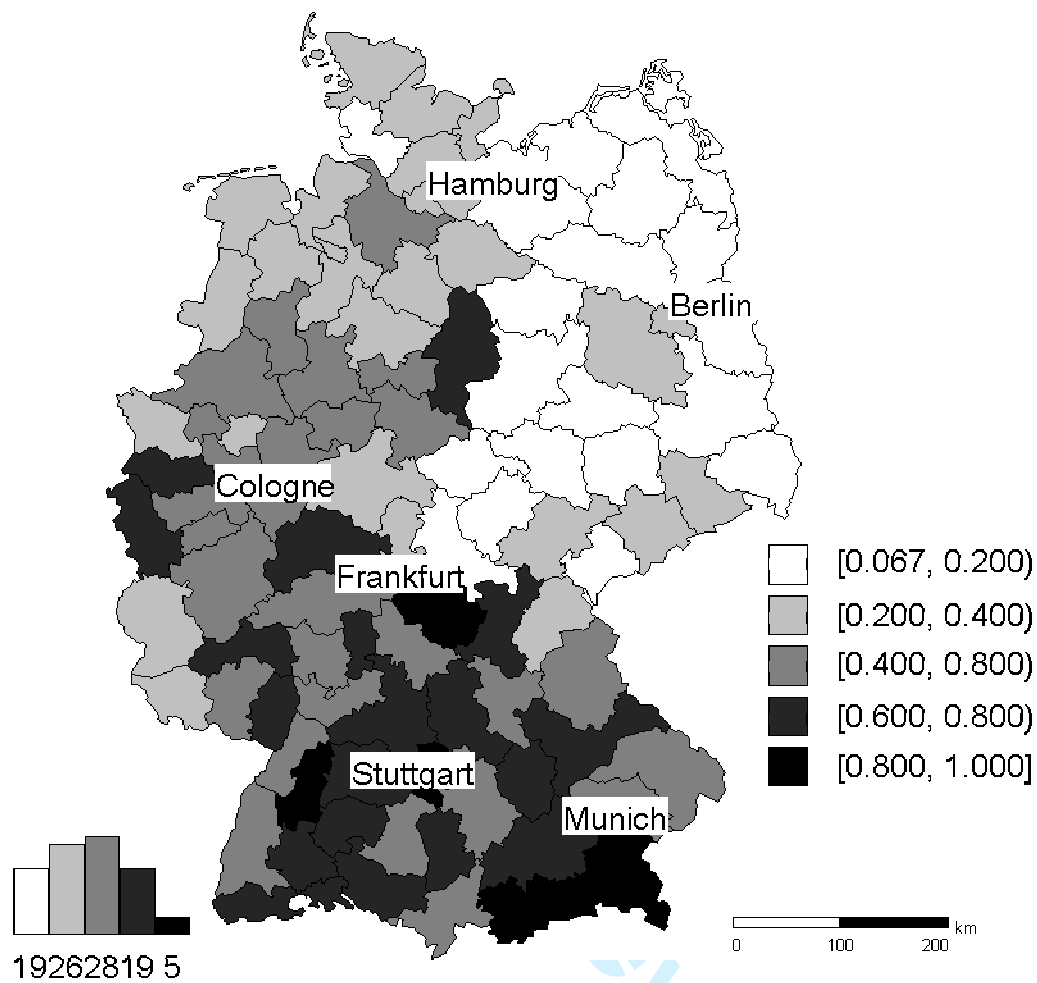 Hamburg
Berlin
Cologne
Frankfurt
Stuttgart
Munich
[0.067, 0.200)
[0.200, 0.400)
[0.400, 0.800)
[0.600, 0.800)
[0.800, 1.000]
19262819 5
km
0 100 200